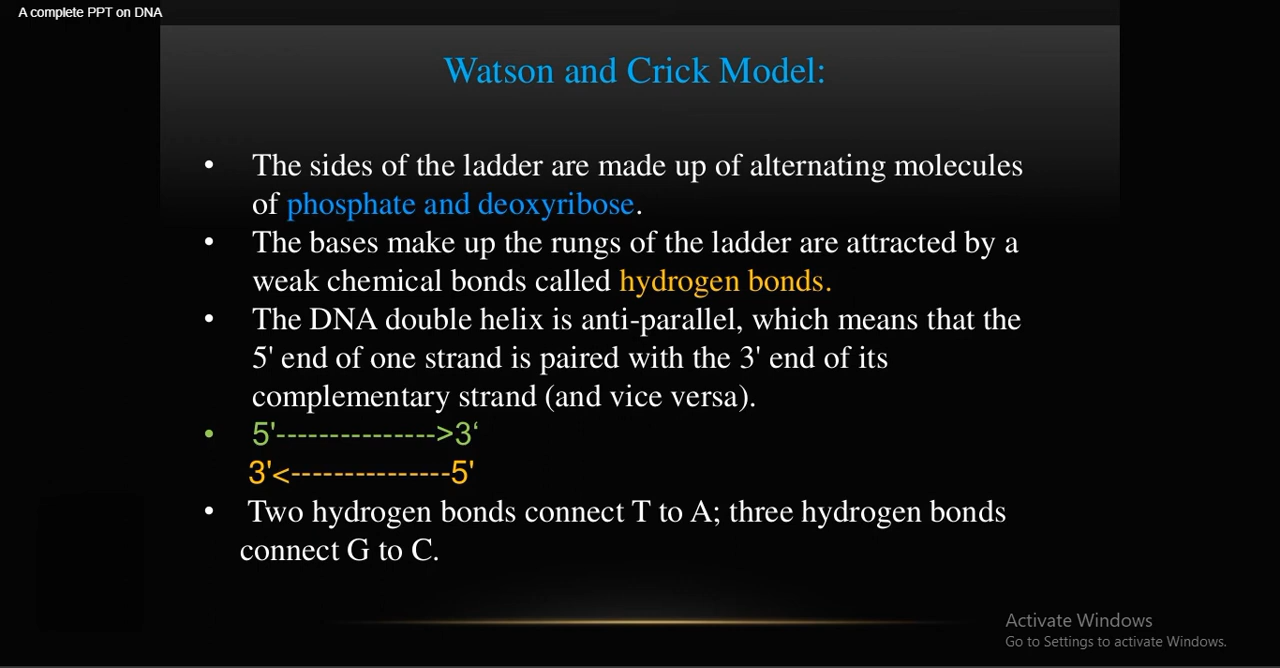 A complete PPT on DNA
Watson and Crick Model:
• The sides of the ladder are made up of alternating molecules
of phosphate and deoxyribose.
• The bases make up the rungs of the ladder are attracted by a
weak chemical bonds called hydrogen bonds.
• The DNA double helix is anti-parallel, which means that the
5' end of one strand is paired with the 3' end of its
complementary strand (and vice versa).
• 5'--------------->3‘
3'<---------------5'
• Two hydrogen bonds connect T to A; three hydrogen bonds
connect G to C.
Activate Windows
Go to Settings to activate Windows.